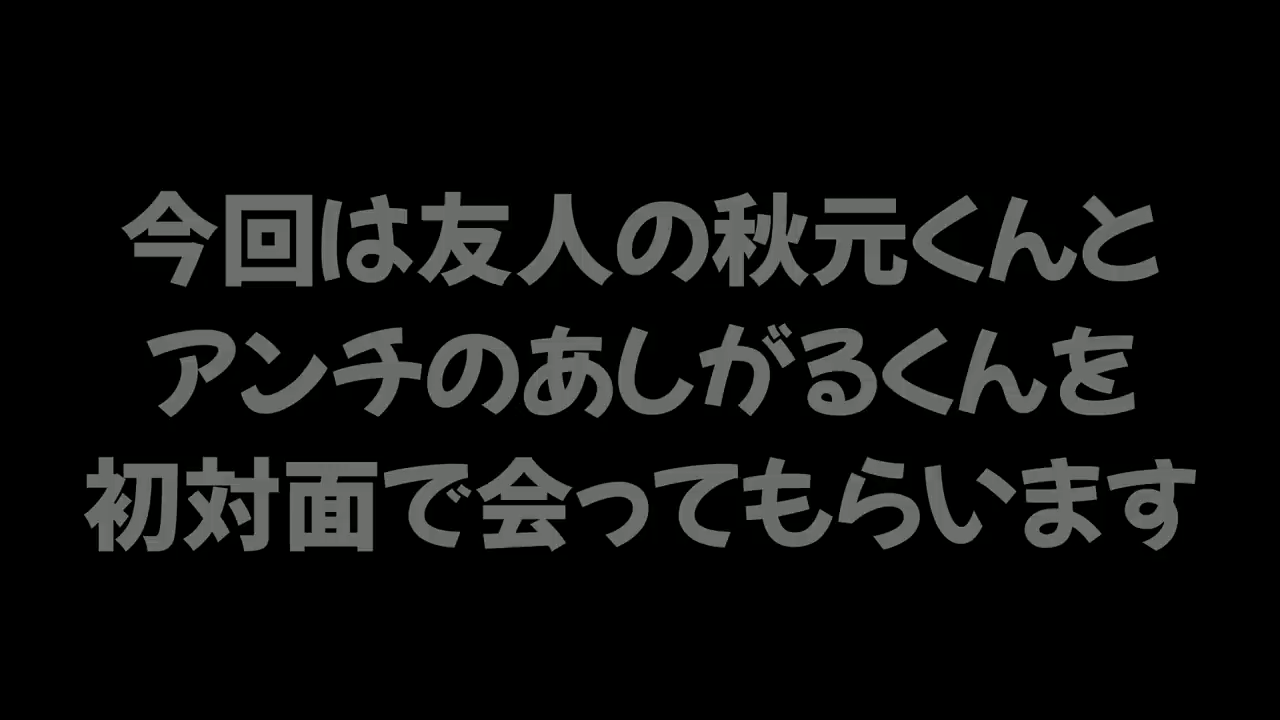 今回は友人の秋元くんと
アンチのあしがるくんを
初対面で会ってもらいます